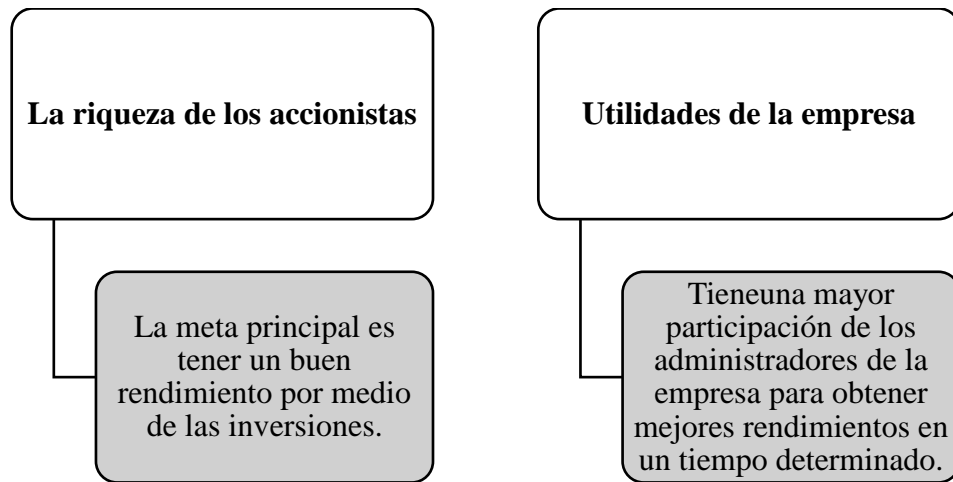 La riqueza de los accionistas
La meta principal es
tener un buen
rendimiento por medio
de las inversiones.
Utilidades de la empresa
Tieneuna mayor
participación de los
administradores de la
empresa para obtener
mejores rendimientos en
un tiempo determinado.